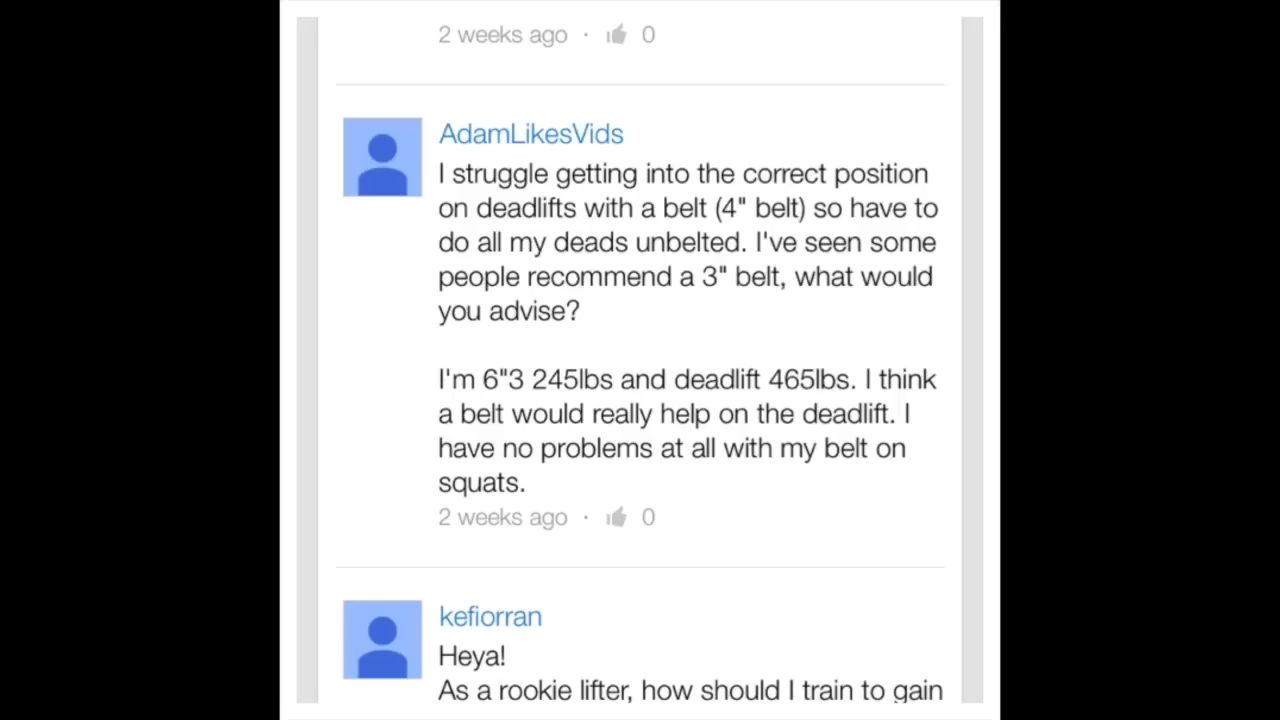 2 weeks ago · 0
AdamLikesVids
I struggle getting into the correct position
on deadlifts with a belt (4" belt) so have to
do all my deads unbelted. I've seen some
people recommend a 3" belt, what would
you advise?
I'm 6"3 245lbs and deadlift 465lbs. I think
a belt would really help on the deadlift. I
have no problems at all with my belt on
squats.
2 weeks ago · 0
kefiorran
Heya!
As a rookie lifter, how should I train to gain